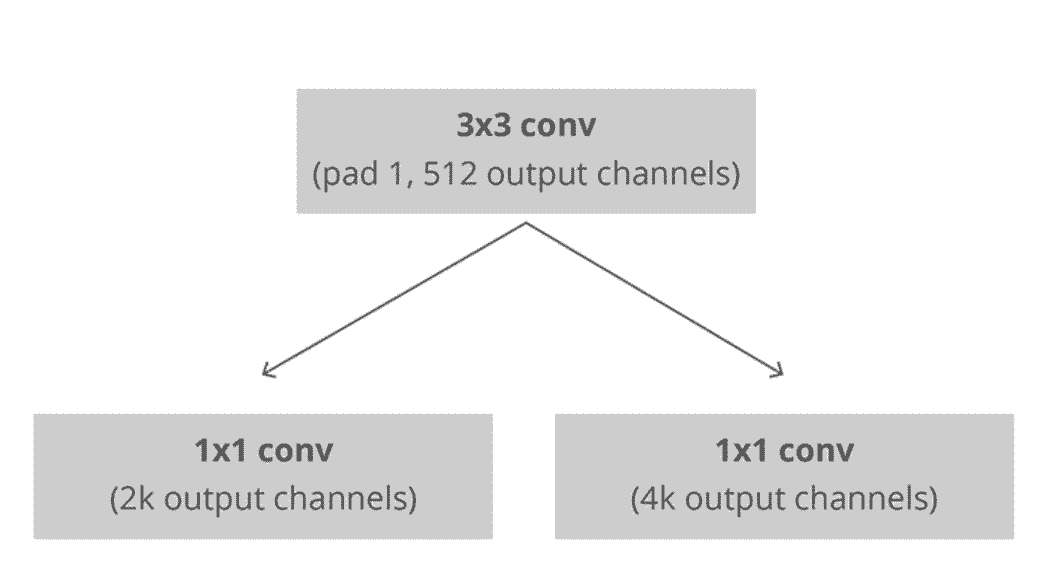 3x3 conv
(pad 1, 512 output channels)
1x1 conv
(2k output channels)
1x1 conv
(4k output channels)